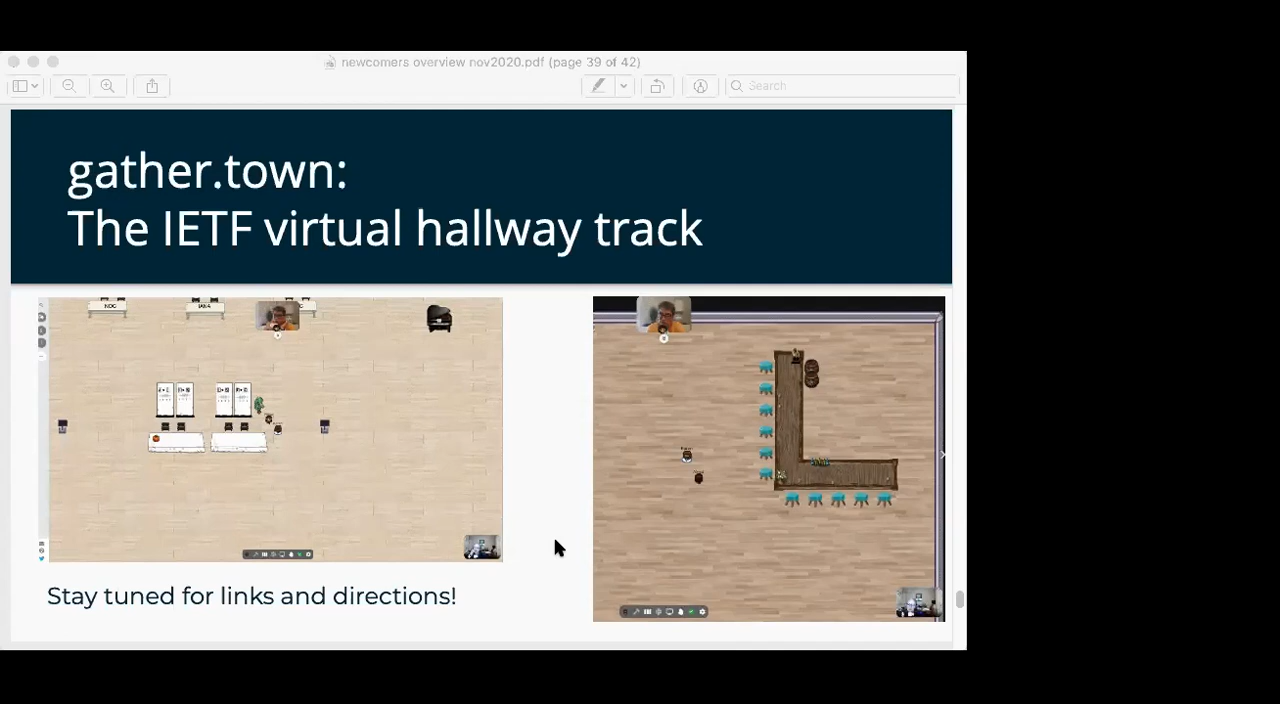 newcomers overview nov2020.pdf (page 39 of 42)
Search
gather.town:
The IETF virtual hallway track
NOC
Stay tuned for links and directions!